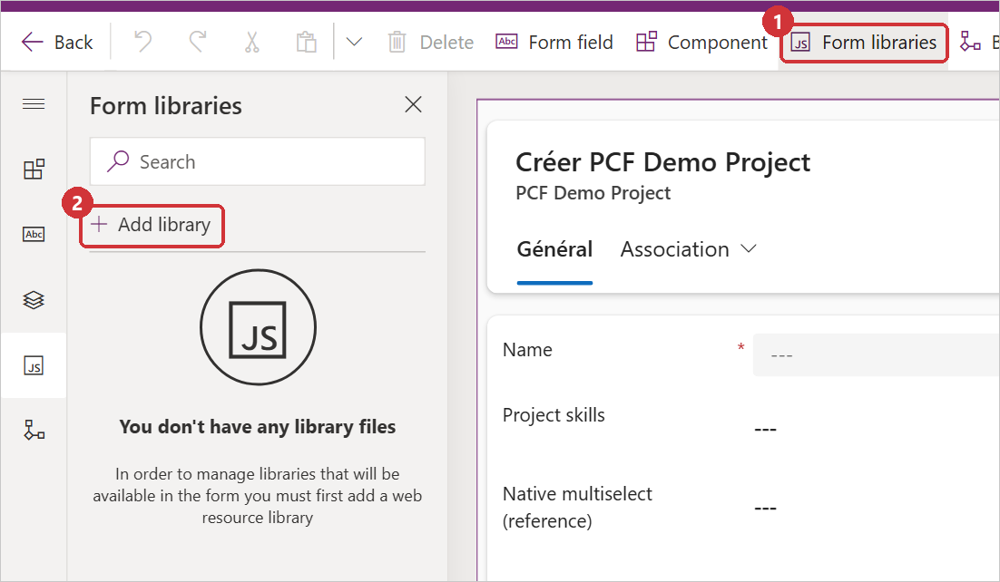 1
Back
Delete
Abc
Form field
Component
JS
Form libraries
Form libraries
Search
2
+ Add library
Abc
JS
JS
You don't have any library files
In order to manage libraries that will be
available in the form you must first add a web
resource library
Créer PCF Demo Project
PCF Demo Project
Général
Association
Name
*
---
Project skills
---
Native multiselect
(reference)
---